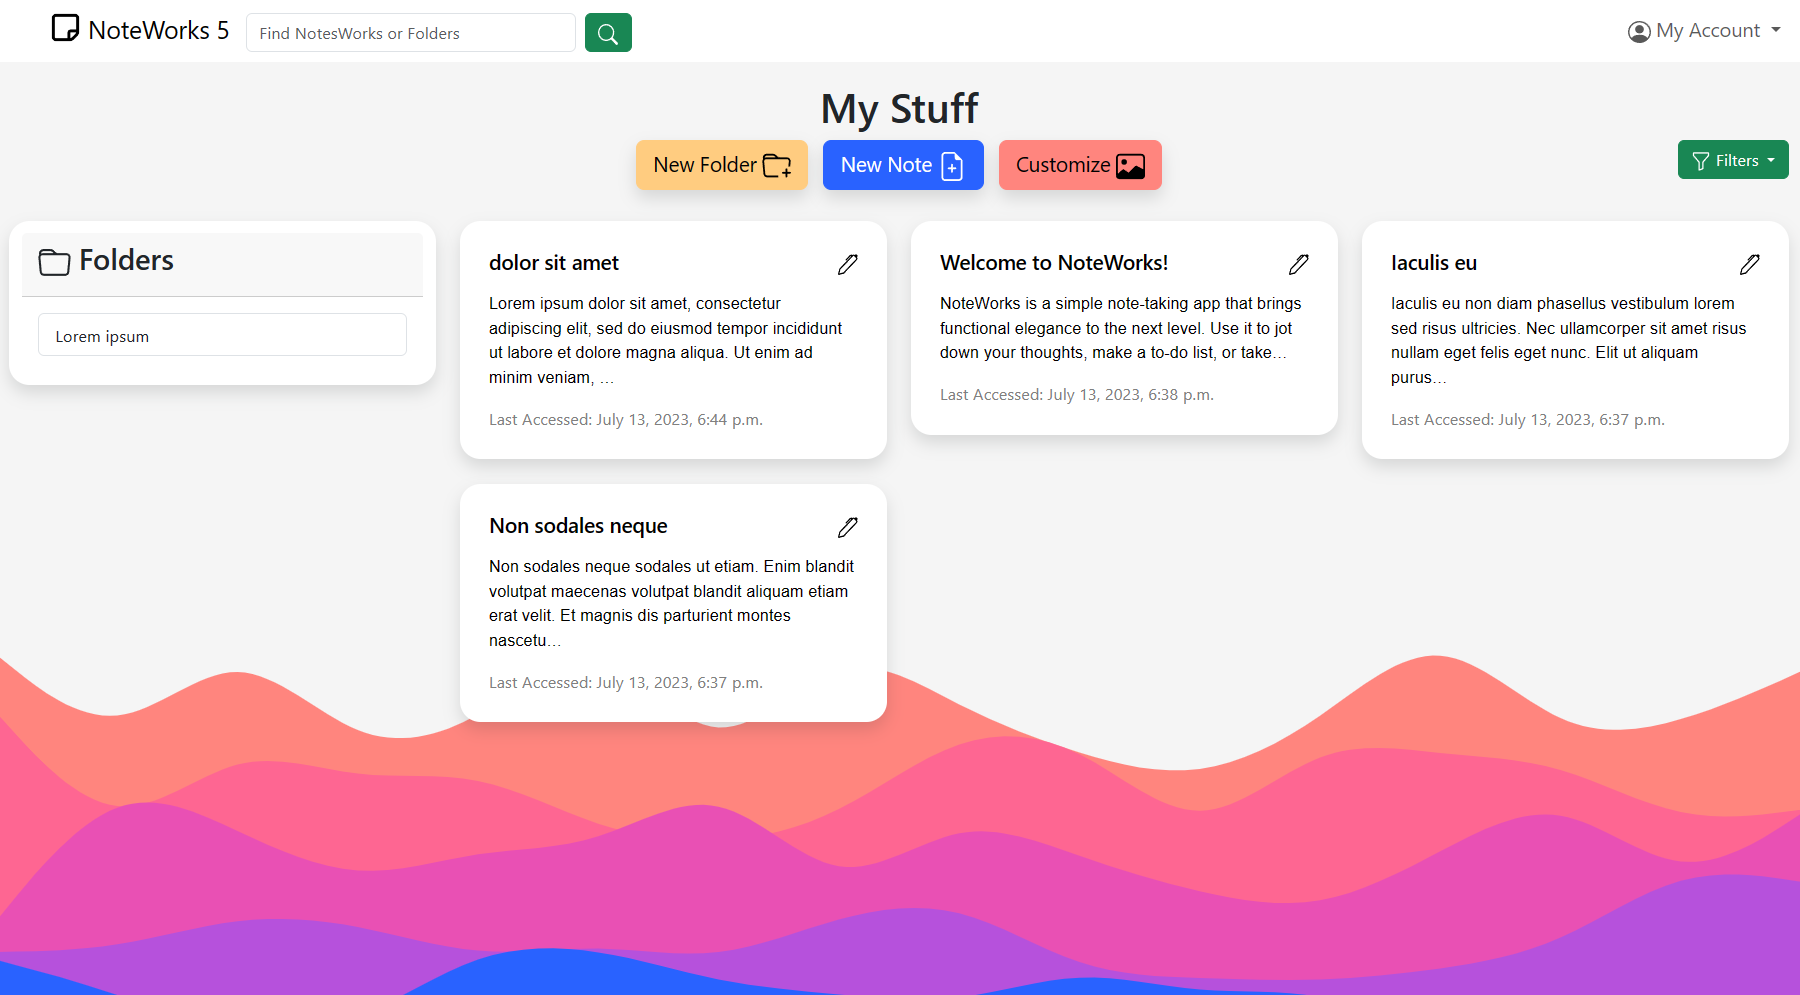 NoteWorks 5
Find NotesWorks or Folders
My Account
My Stuff
New Folder
New Note
Customize
Filters
Folders
Lorem ipsum
dolor sit amet
Lorem ipsum dolor sit amet, consectetur
adipiscing elit, sed do eiusmod tempor incididunt
ut labore et dolore magna aliqua. Ut enim ad
minim veniam, …
Last Accessed: July 13, 2023, 6:44 p.m.
Welcome to NoteWorks!
NoteWorks is a simple note-taking app that brings
functional elegance to the next level. Use it to jot
down your thoughts, make a to-do list, or take…
Last Accessed: July 13, 2023, 6:38 p.m.
Iaculis eu
Iaculis eu non diam phasellus vestibulum lorem
sed risus ultricies. Nec ullamcorper sit amet risus
nullam eget felis eget nunc. Elit ut aliquam
purus…
Last Accessed: July 13, 2023, 6:37 p.m.
Non sodales neque
Non sodales neque sodales ut etiam. Enim blandit
volutpat maecenas volutpat blandit aliquam etiam
erat velit. Et magnis dis parturient montes
nascetu…
Last Accessed: July 13, 2023, 6:37 p.m.